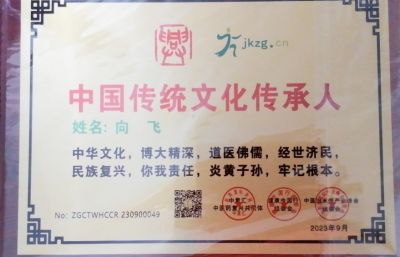 jkzg.cn
中国传统文化传承人
姓名: 向 飞
中华文化，博大精深，道医佛儒，经世济民，
民族复兴，你我责任，炎黄子孙，牢记根本。
No: ZGCTWHCCR 230900049
2023年9月